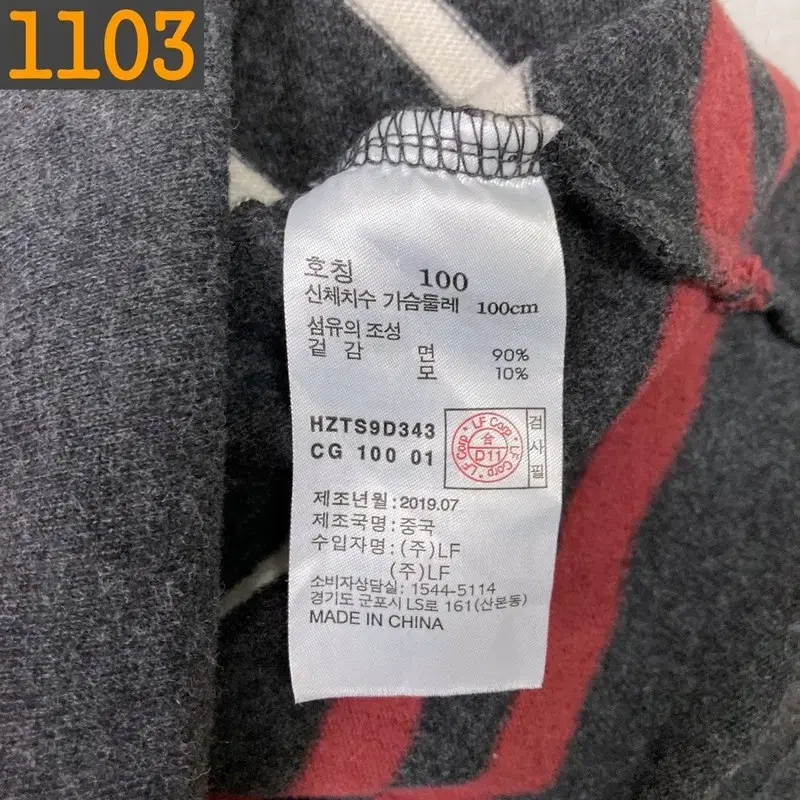 1103
호칭 100
신체치수 가슴둘레 100cm
섬유의 조성
겉 감 면 90%
모 10%
HZTS9D343
CG 100 01
LF Corp LF Corp LF Corp
合
D11
검사필
제조년월:2019.07
제조국명:중국
수입자명:(주)LF
(주)LF
소비자상담실: 1544-5114
경기도 군포시 LS로 161(산본동)
MADE IN CHINA